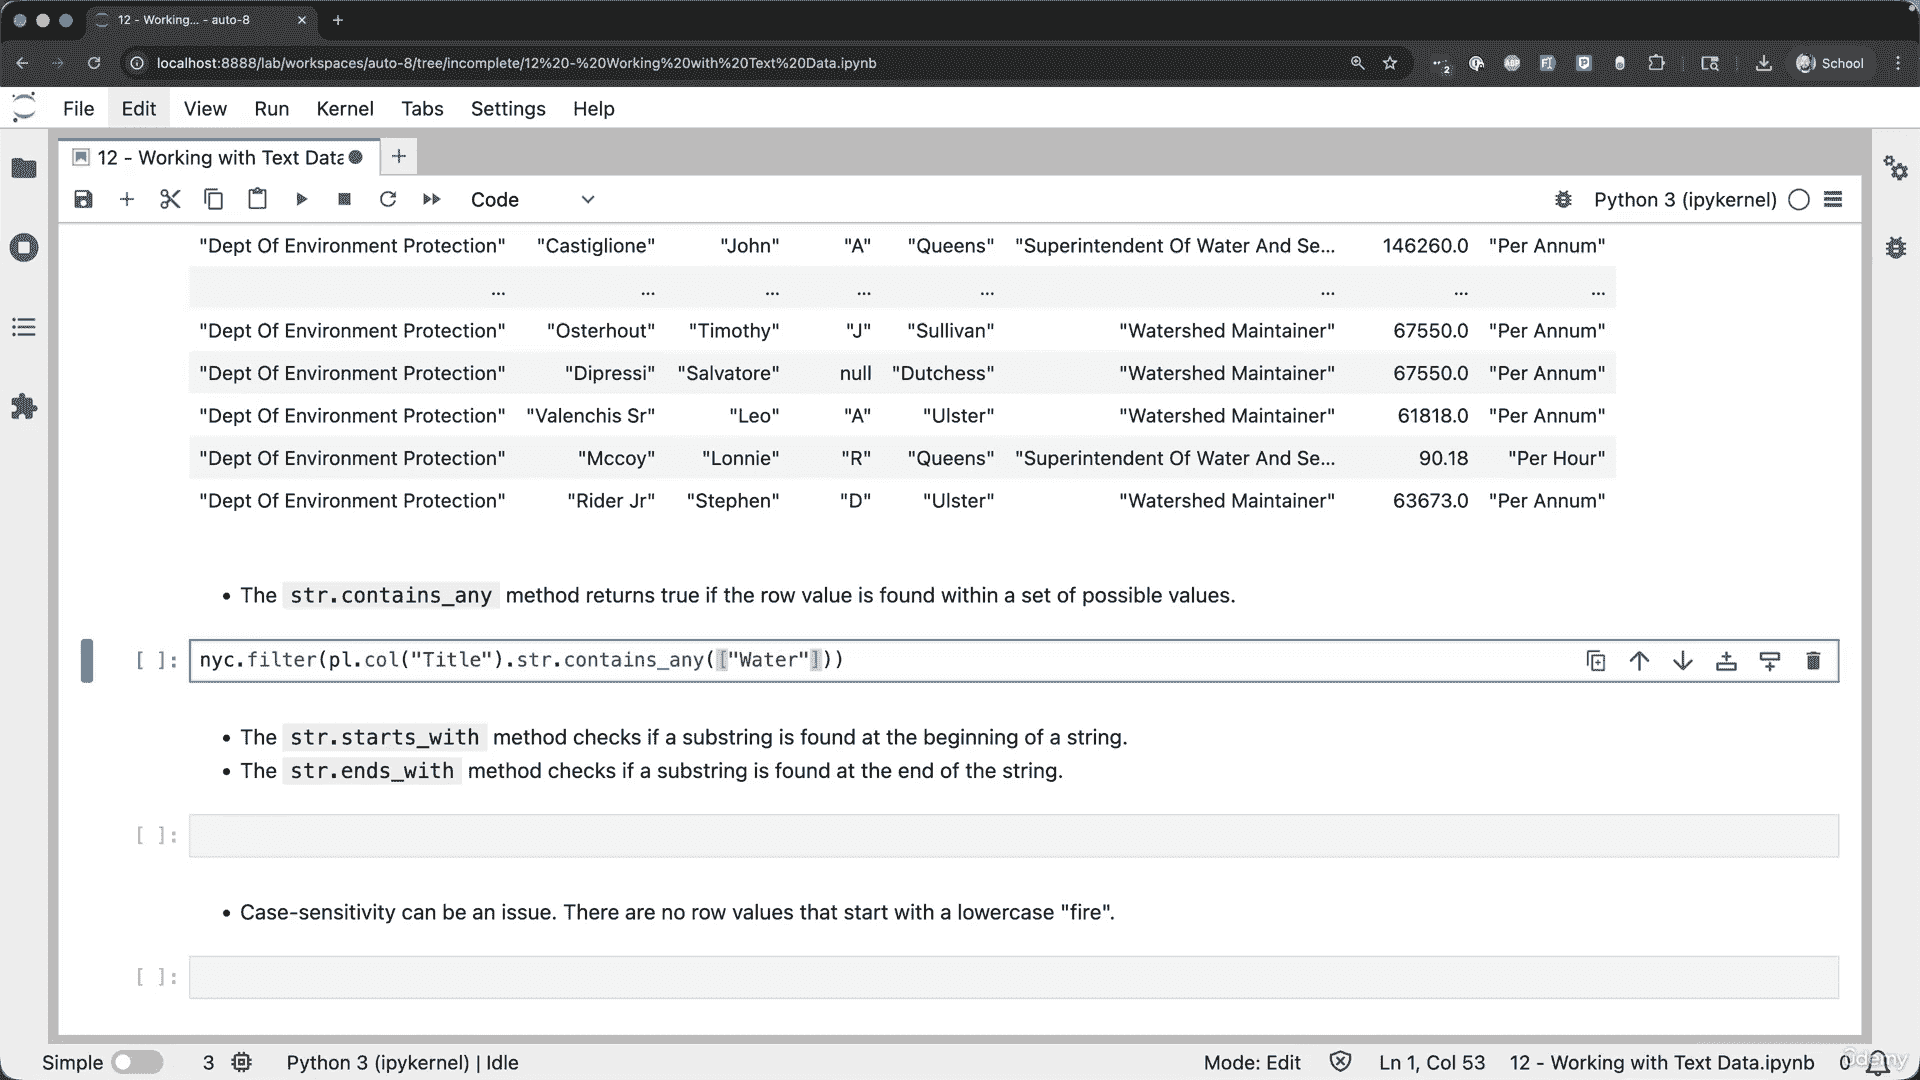 12 - Working... - auto-8
localhost:8888/lab/workspaces/auto-8/tree/incomplete/12%20-%20Working%20with%20Text%20Data.ipynb
2
School
File Edit View Run Kernel Tabs Settings Help
12 - Working with Text Data
Code
Python 3 (ipykernel)
"Dept Of Environment Protection" "Castiglione" "John" "A" "Queens" "Superintendent Of Water And Se... 146260.0 "Per Annum"
... ... ... ... ... ... ... ...
"Dept Of Environment Protection" "Osterhout" "Timothy" "J" "Sullivan" "Watershed Maintainer" 67550.0 "Per Annum"
"Dept Of Environment Protection" "Dipressi" "Salvatore" null "Dutchess" "Watershed Maintainer" 67550.0 "Per Annum"
"Dept Of Environment Protection" "Valenchis Sr" "Leo" "A" "Ulster" "Watershed Maintainer" 61818.0 "Per Annum"
"Dept Of Environment Protection" "Mccoy" "Lonnie" "R" "Queens" "Superintendent Of Water And Se... 90.18 "Per Hour"
"Dept Of Environment Protection" "Rider Jr" "Stephen" "D" "Ulster" "Watershed Maintainer" 63673.0 "Per Annum"
• The str.contains_any method returns true if the row value is found within a set of possible values.
[ ]: nyc.filter(pl.col("Title").str.contains_any(["Water"]))
• The str.starts_with method checks if a substring is found at the beginning of a string.
• The str.ends_with method checks if a substring is found at the end of the string.
[ ]:
• Case-sensitivity can be an issue. There are no row values that start with a lowercase "fire".
[ ]:
Simple 3 Python 3 (ipykernel) | Idle Mode: Edit Ln 1, Col 53 12 - Working with Text Data.ipynb 0
udemy